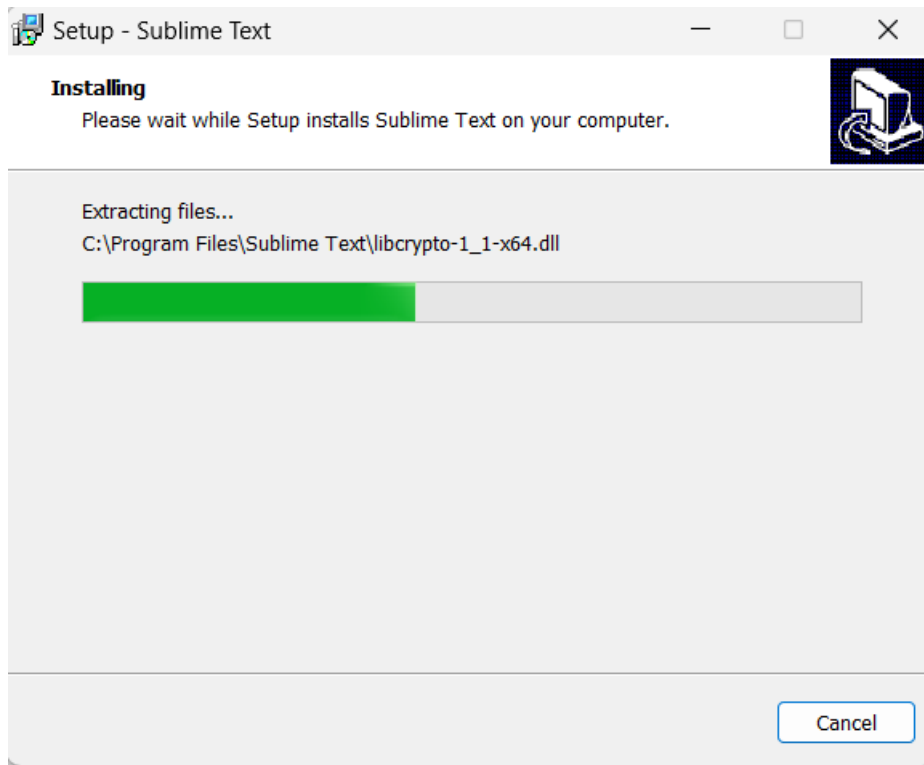 Setup - Sublime Text
Installing
Please wait while Setup installs Sublime Text on your computer.
Extracting files...
C:\Program Files\Sublime Text\libcrypto-1_1-x64.dll
Cancel